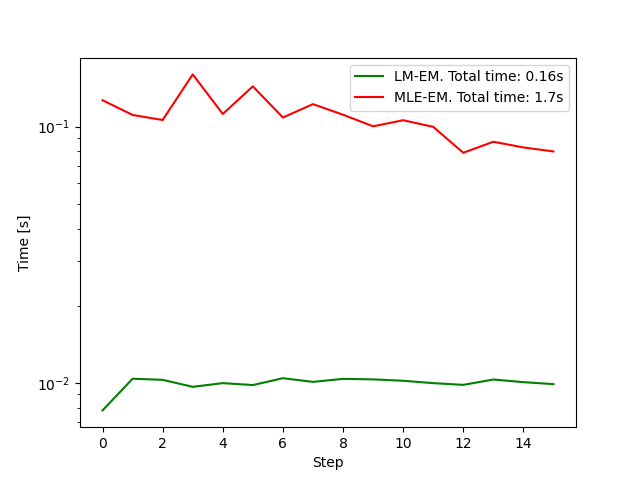 LM-EM. Total time: 0.16s
MLE-EM. Total time: 1.7s
10⁻¹
10⁻²
Time [s]
0 2 4 6 8 10 12 14
Step